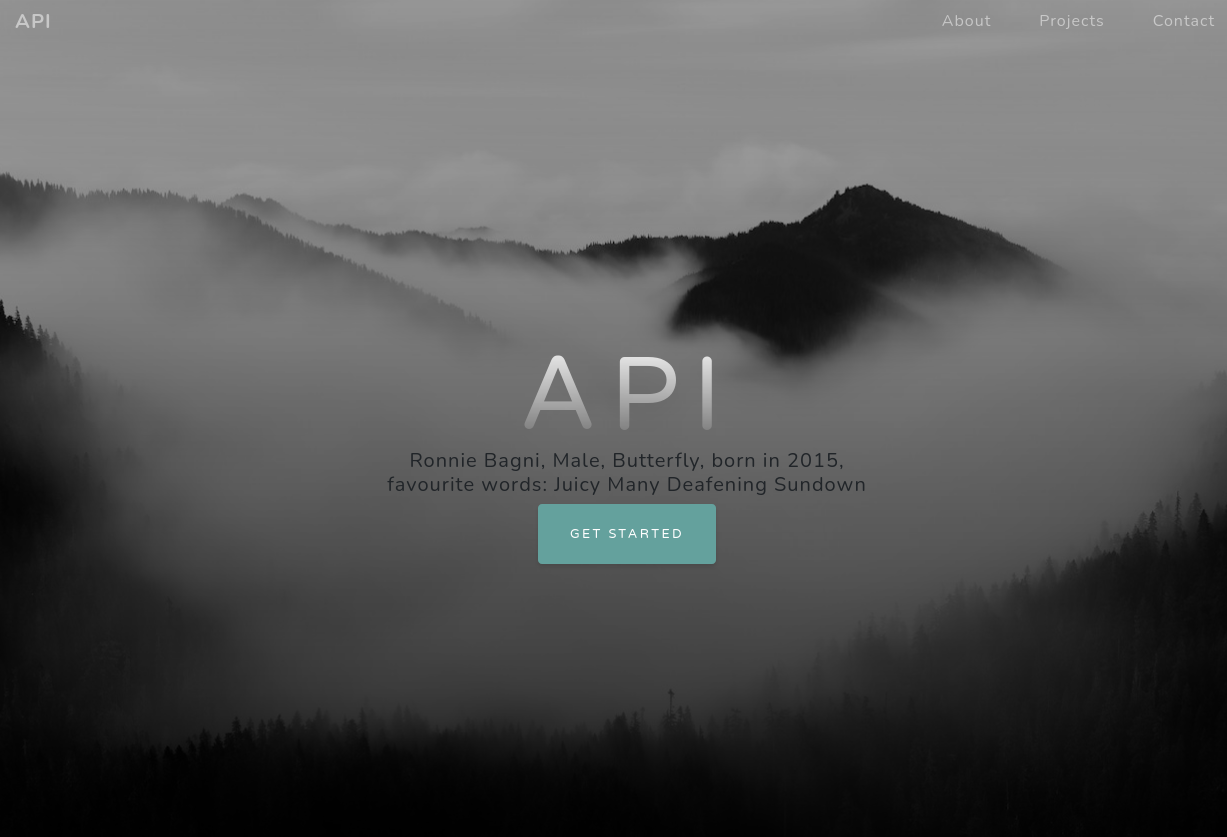 API
About Projects Contact
API
Ronnie Bagni, Male, Butterfly, born in 2015,
favourite words: Juicy Many Deafening Sundown
GET STARTED